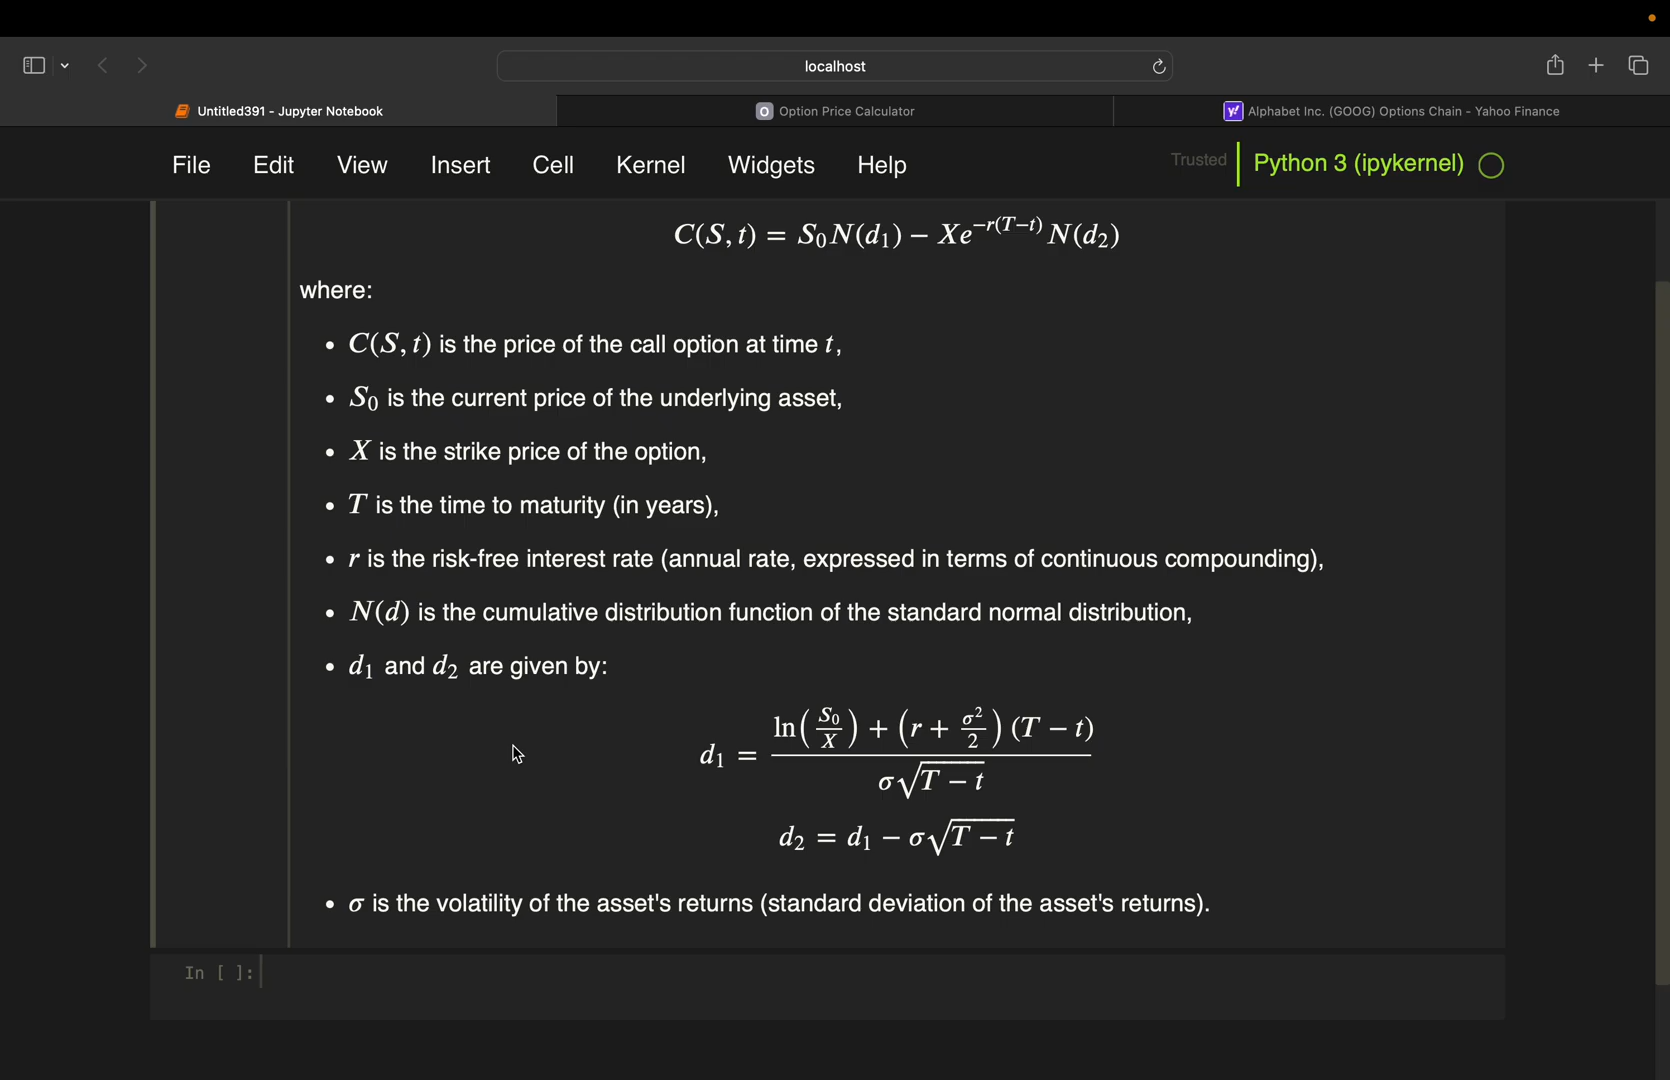 localhost
Untitled391 - Jupyter Notebook
O Option Price Calculator
y! Alphabet Inc. (GOOG) Options Chain - Yahoo Finance
File Edit View Insert Cell Kernel Widgets Help
Trusted Python 3 (ipykernel)
C(S, t) = S₀N(d₁) − Xe^{−r(T−t)}N(d₂)
where:
• C(S, t) is the price of the call option at time t,
• S₀ is the current price of the underlying asset,
• X is the strike price of the option,
• T is the time to maturity (in years),
• r is the risk-free interest rate (annual rate, expressed in terms of continuous compounding),
• N(d) is the cumulative distribution function of the standard normal distribution,
• d₁ and d₂ are given by:
d₁ = (ln(S₀/X) + (r + σ²/2)(T − t)) / (σ√(T − t))
d₂ = d₁ − σ√(T − t)
• σ is the volatility of the asset's returns (standard deviation of the asset's returns).
In [ ]: